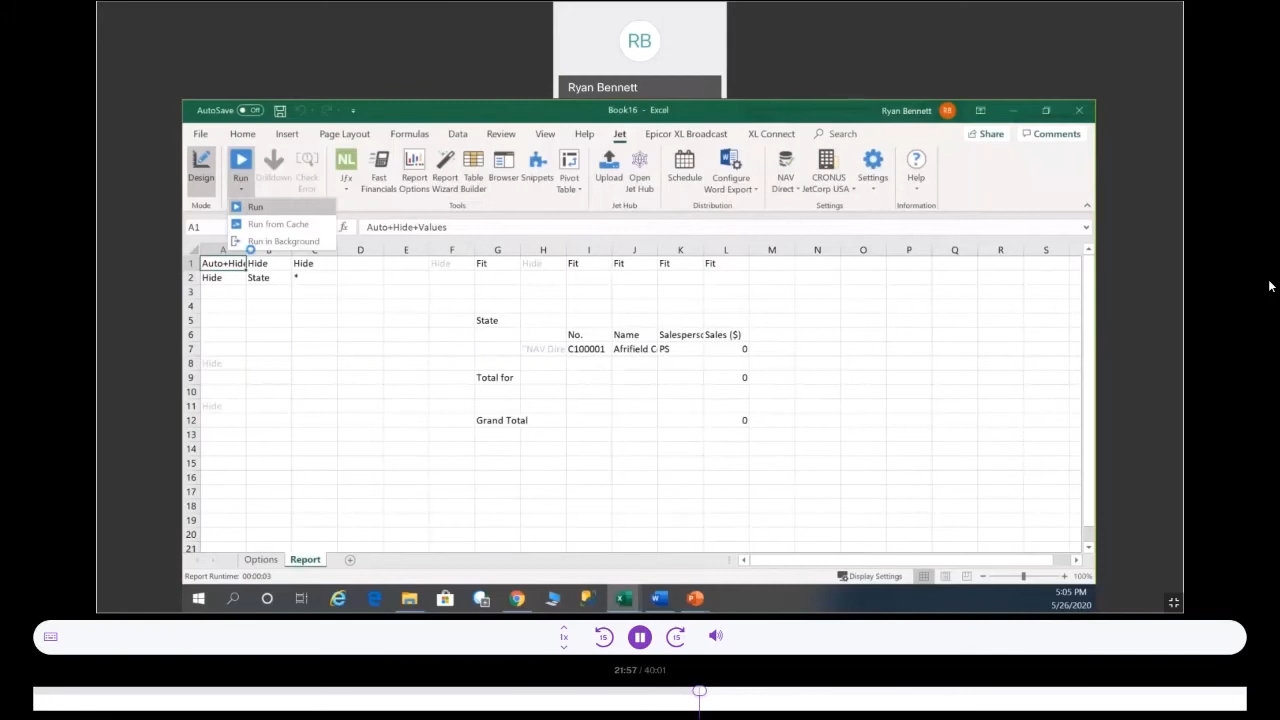 RB
Ryan Bennett
AutoSave Off
Book16 - Excel
Ryan Bennett RB
File Home Insert Page Layout Formulas Data Review View Help Jet Epicor XL Broadcast XL Connect Search Share Comments
Design Run Drilldown Check Error NL Jfx Fast Financials Report Options Report Wizard Table Builder Browser Snippets Pivot Table Upload Open Jet Hub Schedule Configure Word Export NAV Direct CRONUS JetCorp USA Settings Help
Mode Tools Jet Hub Distribution Settings Information
Run
Run from Cache
Run in Background
A1 fx Auto+Hide+Values
A B C D E F G H I J K L M N O P Q R S
1 Auto+Hide Hide Hide Hide Fit Hide Fit Fit Fit Fit
2 Hide State *
3
4
5 State
6 No. Name Salesperso Sales ($)
7 "NAV Dire C100001 Afrifield C PS 0
8 Hide
9 Total for 0
10
11 Hide
12 Grand Total 0
13
14
15
16
17
18
19
20
21
Options Report
Report Runtime: 00:00:03 Display Settings 100%
5:05 PM
5/26/2020
1x 15 15
21:57 / 40:01